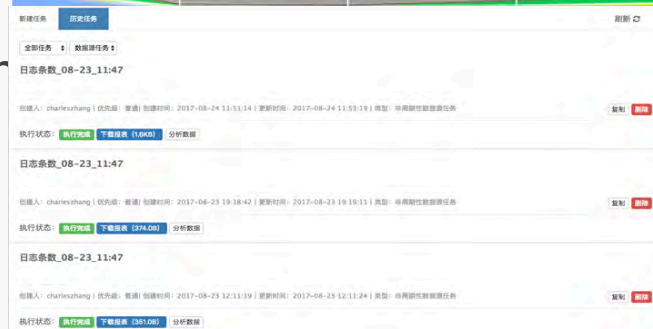 新建任务 历史任务 刷新
全部任务 数据源任务
日志条数_08-23_11:47
创建人: charleszhang | 优先级: 普通 | 创建时间: 2017-08-24 11:51:14 | 更新时间: 2017-08-24 11:55:19 | 类型: 非周期性数据源任务 复制 删除
执行状态: 执行完成 下载报表 (1.6KB) 分析数据
日志条数_08-23_11:47
创建人: charleszhang | 优先级: 普通 | 创建时间: 2017-08-23 19:18:42 | 更新时间: 2017-08-23 19:19:11 | 类型: 非周期性数据源任务 复制 删除
执行状态: 执行完成 下载报表 (374.0B) 分析数据
日志条数_08-23_11:47
创建人: charleszhang | 优先级: 普通 | 创建时间: 2017-08-23 12:11:19 | 更新时间: 2017-08-23 12:11:24 | 类型: 非周期性数据源任务 复制 删除
执行状态: 执行完成 下载报表 (361.0B) 分析数据